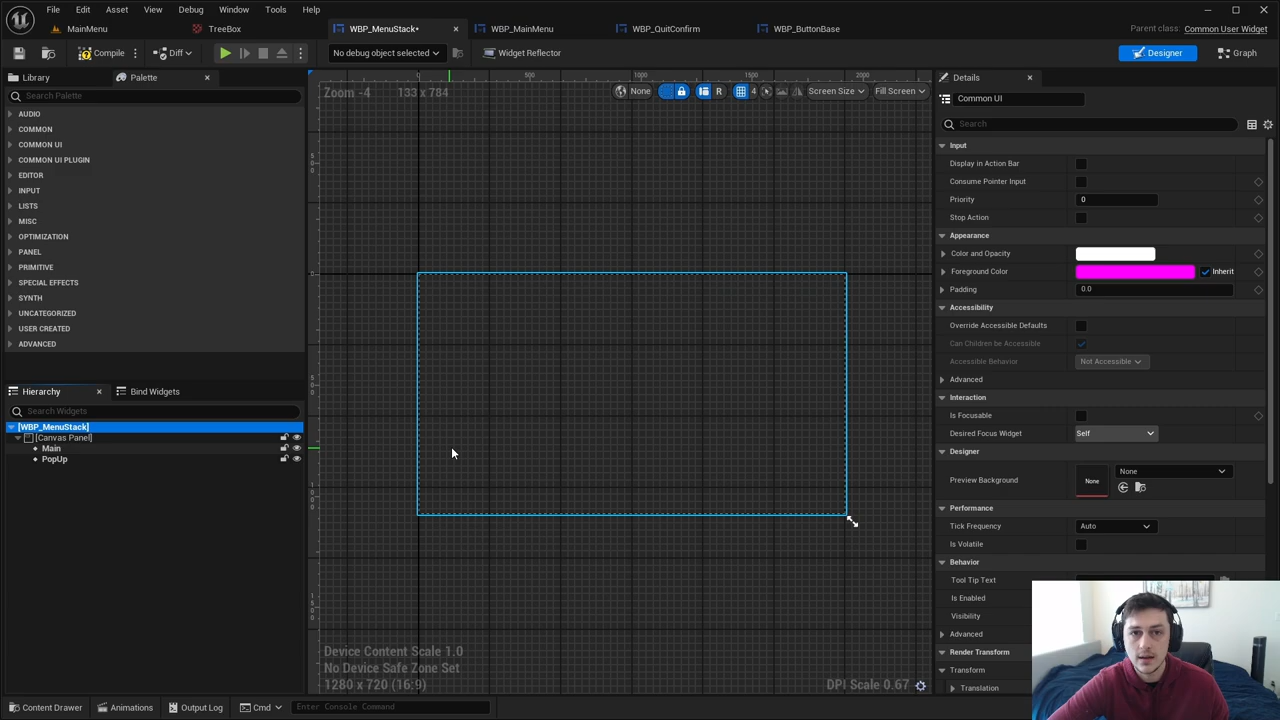 File Edit Asset View Debug Window Tools Help
MainMenu TreeBox WBP_MenuStack• WBP_MainMenu WBP_QuitConfirm WBP_ButtonBase Parent class: Common User Widget
Compile Diff No debug object selected Widget Reflector Designer Graph
Library Palette
Search Palette
AUDIO
COMMON
COMMON UI
COMMON UI PLUGIN
EDITOR
INPUT
LISTS
MISC
OPTIMIZATION
PANEL
PRIMITIVE
SPECIAL EFFECTS
SYNTH
UNCATEGORIZED
USER CREATED
ADVANCED
Hierarchy Bind Widgets
Search Widgets
[WBP_MenuStack]
[Canvas Panel]
Main
PopUp
0 500 1000 1500 2000
Zoom -4 133 x 784 None R 4 Screen Size Fill Screen
Device Content Scale 1.0
No Device Safe Zone Set
1280 x 720 (16:9) DPI Scale 0.67
Details
Common UI
Search
Input
Display in Action Bar
Consume Pointer Input
Priority 0
Stop Action
Appearance
Color and Opacity
Foreground Color Inherit
Padding 0.0
Accessibility
Override Accessible Defaults
Can Children be Accessible
Accessible Behavior Not Accessible
Advanced
Interaction
Is Focusable
Desired Focus Widget Self
Designer
Preview Background None None
Performance
Tick Frequency Auto
Is Volatile
Behavior
Tool Tip Text
Is Enabled
Visibility
Advanced
Render Transform
Transform
Translation
Content Drawer Animations Output Log Cmd Enter Console Command